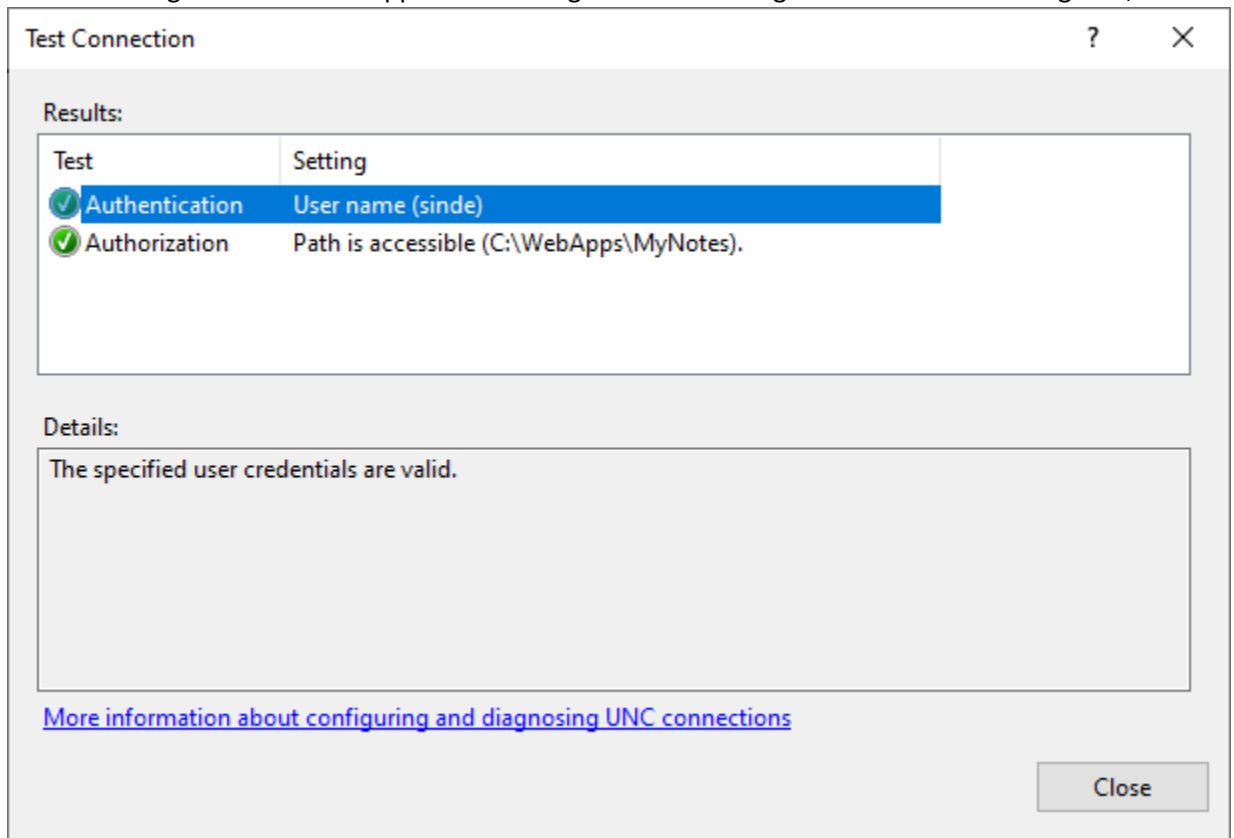 Test Connection ?
Results:
Test Setting
Authentication User name (sinde)
Authorization Path is accessible (C:\WebApps\MyNotes).
Details:
The specified user credentials are valid.
More information about configuring and diagnosing UNC connections
Close